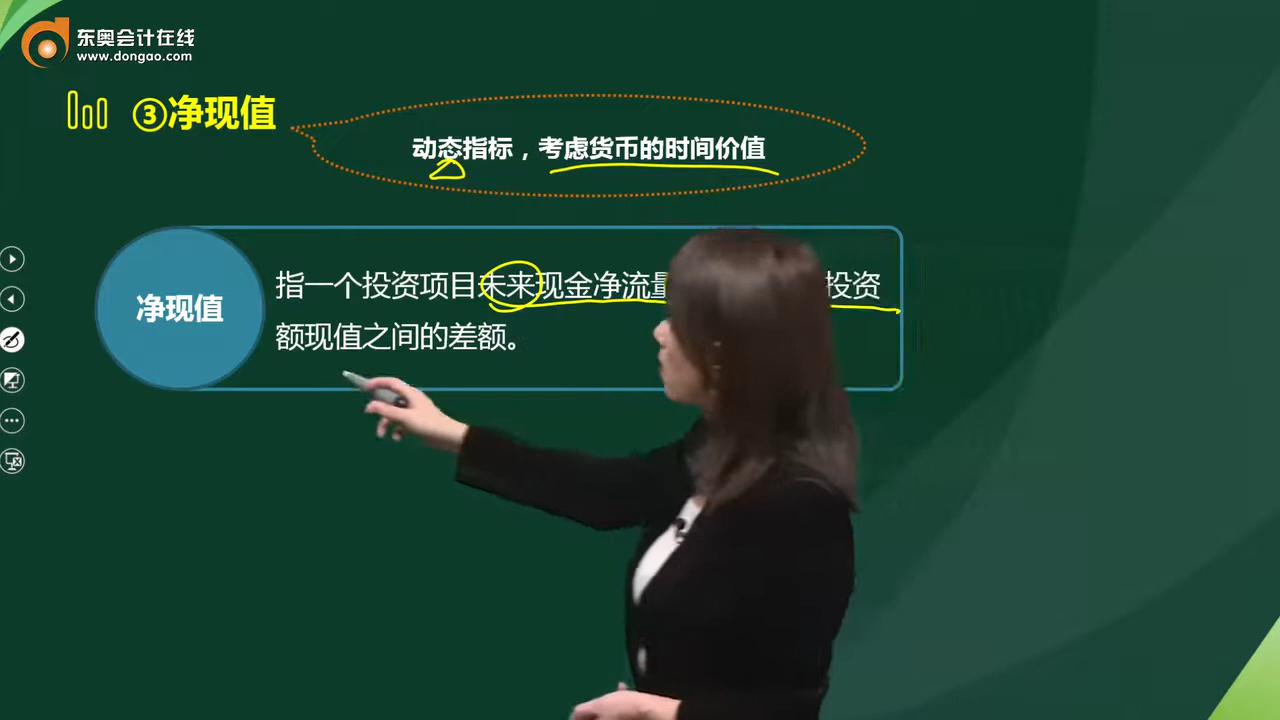 东奥会计在线
www.dongao.com
③净现值
动态指标，考虑货币的时间价值
净现值
指一个投资项目未来现金净流量 投资
额现值之间的差额。